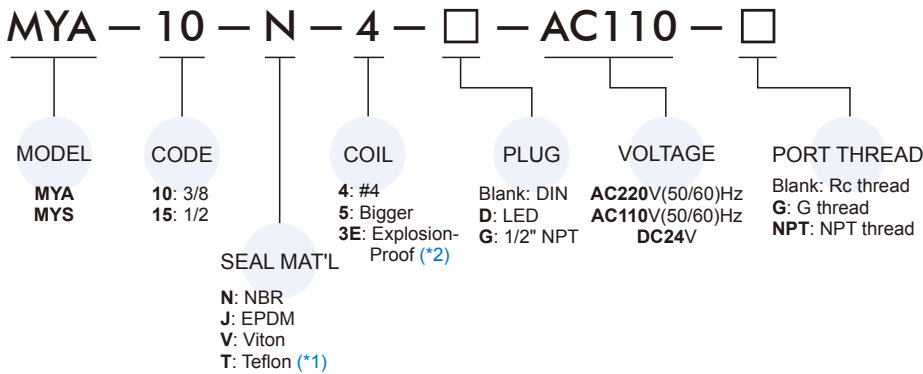 MYA – 10 – N – 4 – □ – AC110 – □
MODEL
MYA
MYS
CODE
10: 3/8
15: 1/2
SEAL MAT'L
N: NBR
J: EPDM
V: Viton
T: Teflon (*1)
COIL
4: #4
5: Bigger
3E: Explosion-
Proof (*2)
PLUG
Blank: DIN
D: LED
G: 1/2" NPT
VOLTAGE
AC220V(50/60)Hz
AC110V(50/60)Hz
DC24V
PORT THREAD
Blank: Rc thread
G: G thread
NPT: NPT thread